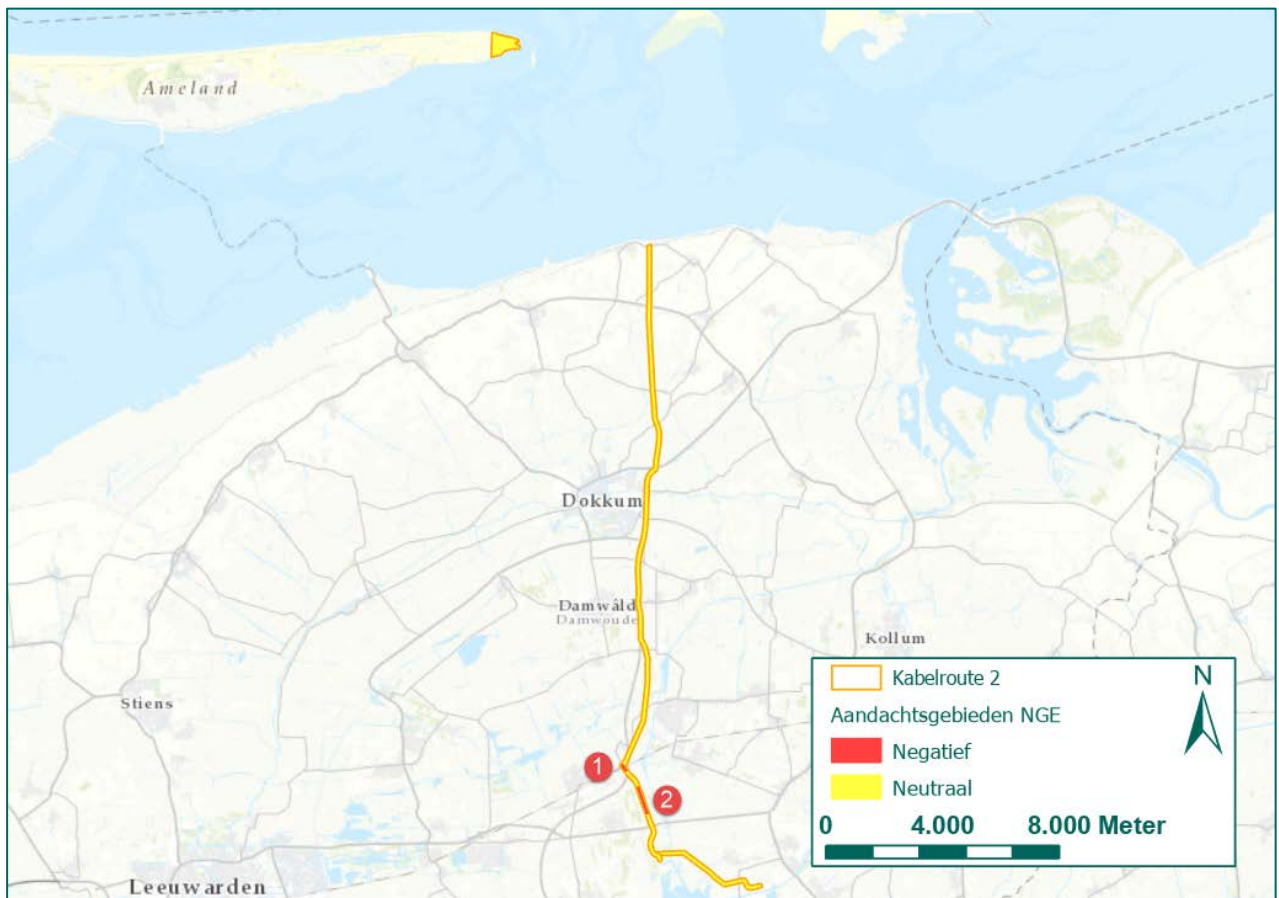 Ameland
Dokkum
Damwâld
Damwoude
Kollum
Stiens
1
2
Leeuwarden
Kabelroute 2
Aandachtsgebieden NGE
Negatief
Neutraal
N
0 4.000 8.000 Meter